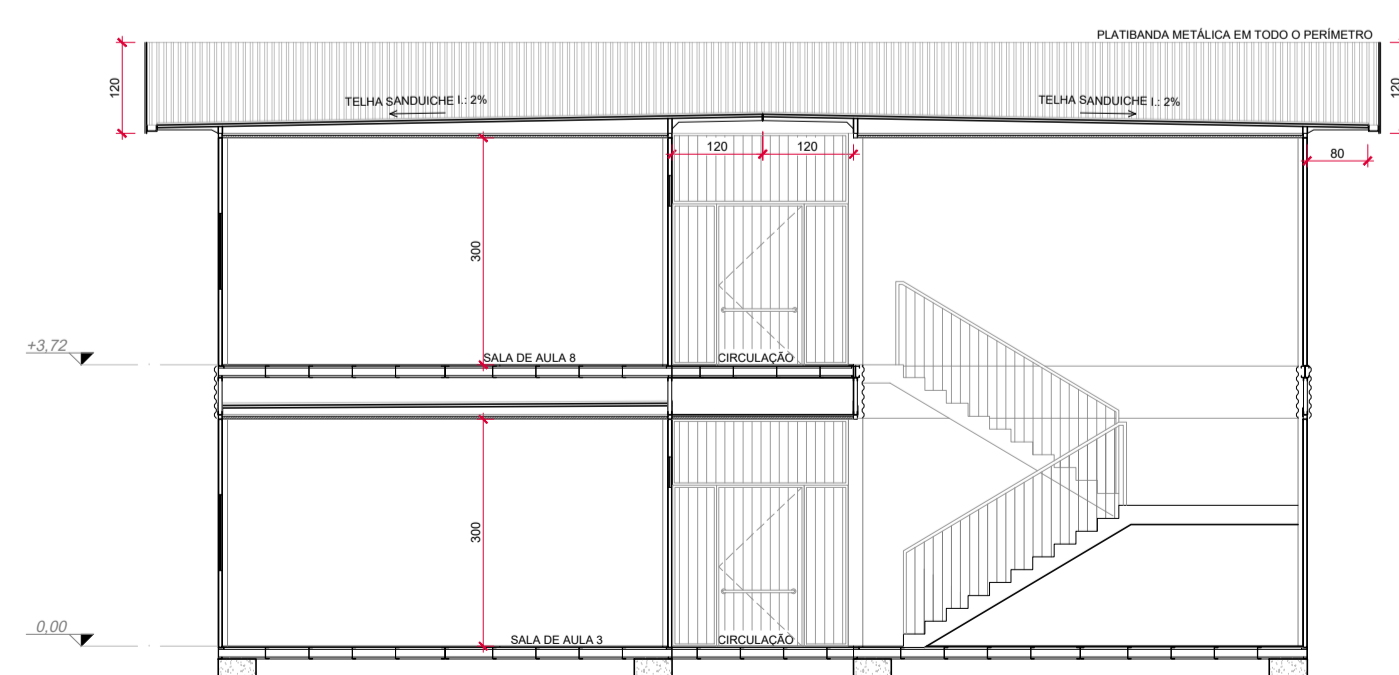 PLATIBANDA METÁLICA EM TODO O PERÍMETRO
120
TELHA SANDUICHE I.: 2%
TELHA SANDUICHE I.: 2%
120
120
120
80
300
+3,72
SALA DE AULA 8
CIRCULAÇÃO
300
0,00
SALA DE AULA 3
CIRCULAÇÃO